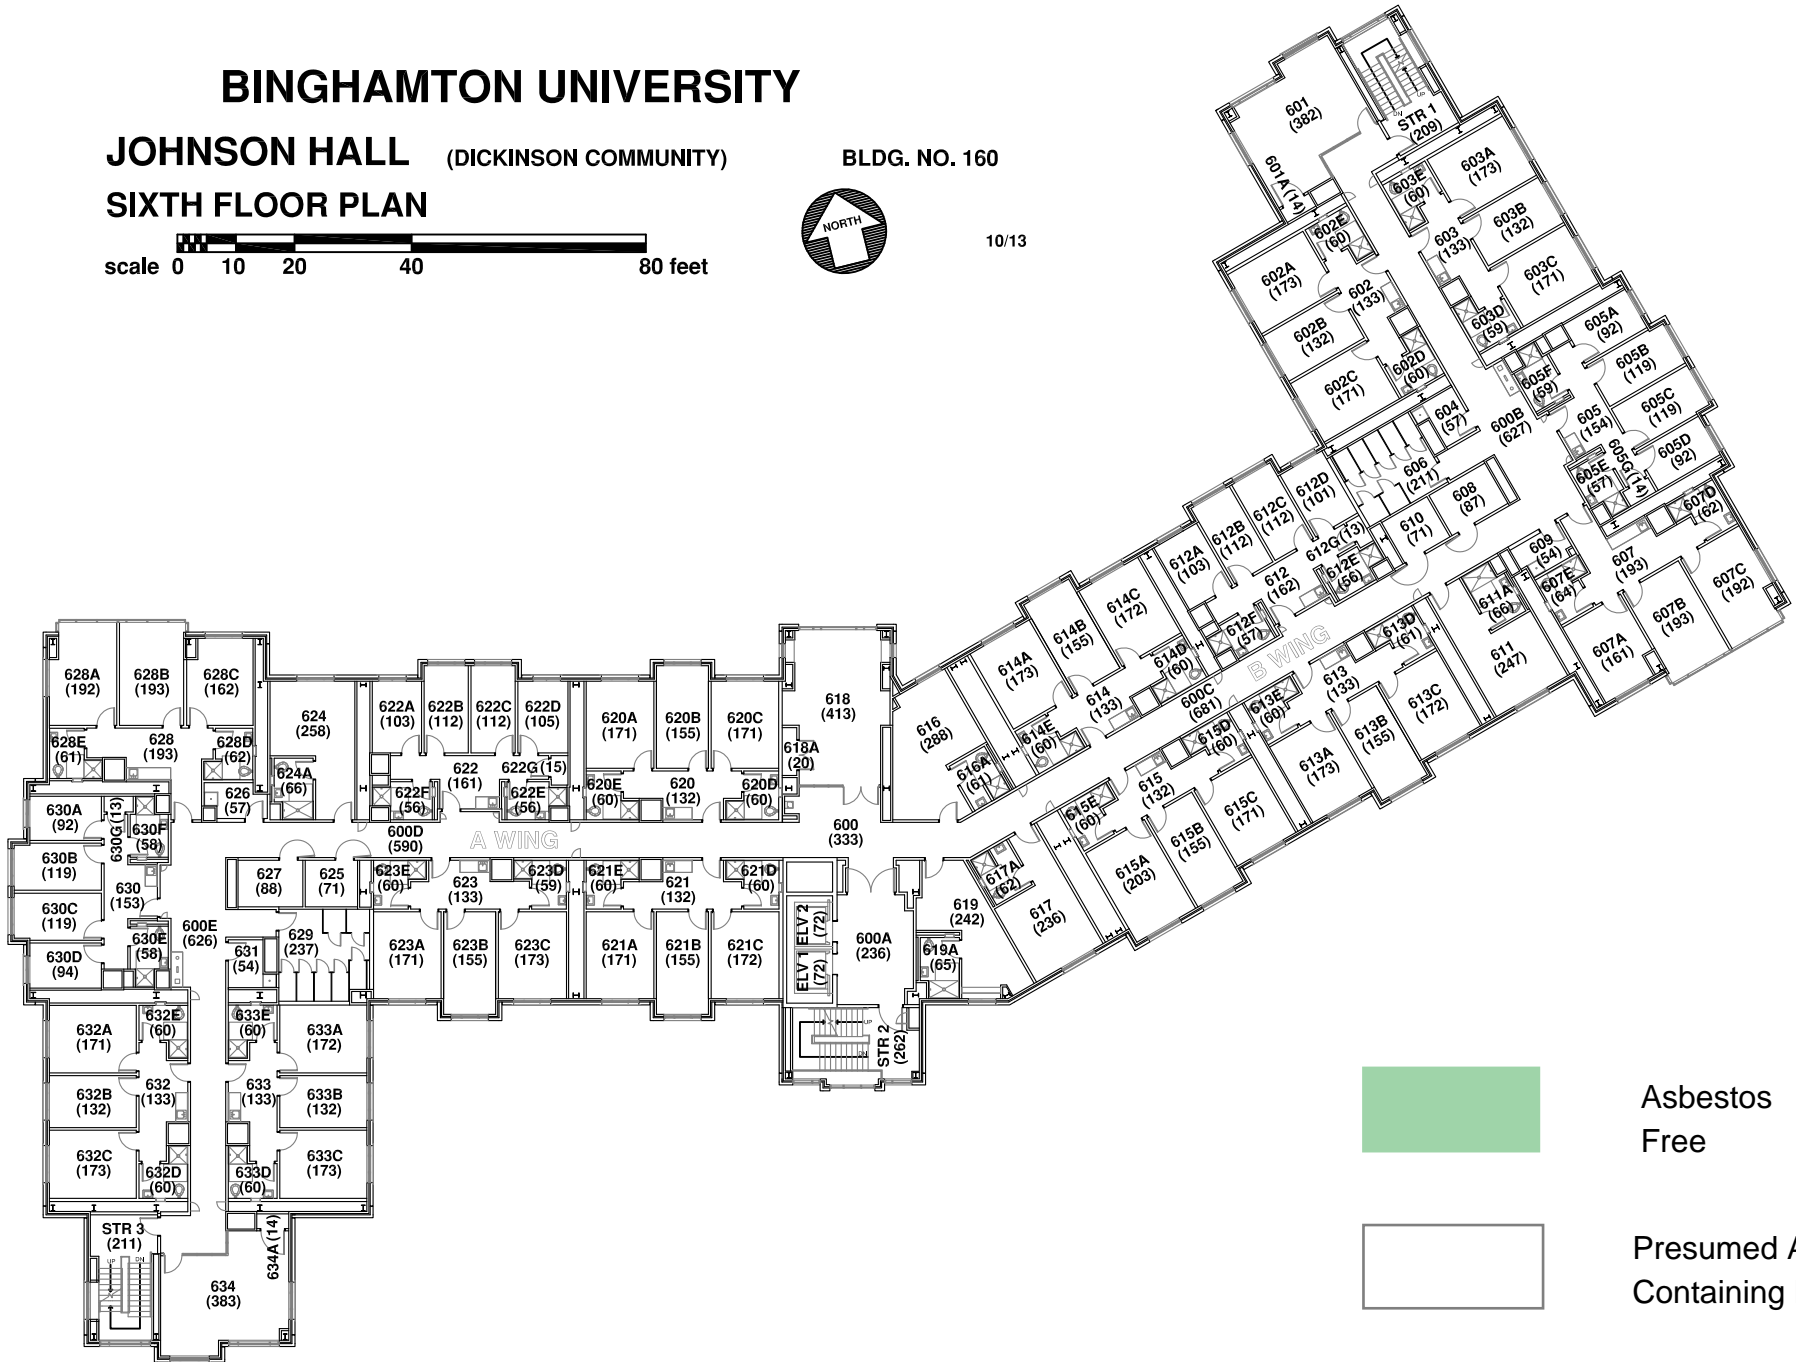 BINGHAMTON UNIVERSITY
JOHNSON HALL (DICKINSON COMMUNITY) BLDG. NO. 160
SIXTH FLOOR PLAN
NORTH
10/13
scale 0 10 20 40 80 feet
601
(382)
STR 1
(209)
UP
DN
601A (14)
603A
(173)
603E
(60)
603B
(132)
603
(133)
603C
(171)
603D
(59)
602E
(60)
602A
(173)
602
(133)
602B
(132)
602D
(60)
602C
(171)
604
(57)
605A
(92)
605B
(119)
605F
(59)
605C
(119)
605
(154)
605D
(92)
605G (14)
605E
(57)
600B
(627)
606
(211)
608
(87)
610
(71)
607D
(62)
607
(193)
607C
(192)
607B
(193)
607A
(161)
607E
(64)
609
(54)
611A
(66)
611
(247)
612D
(101)
612C
(112)
612B
(112)
612A
(103)
612G (13)
612E
(56)
612
(162)
612F
(57)
B WING
613D
(61)
613
(133)
613C
(172)
613B
(155)
613A
(173)
613E
(60)
614C
(172)
614B
(155)
614A
(173)
614D
(60)
614
(133)
614E
(60)
600C
(681)
615D
(60)
615
(132)
615C
(171)
615B
(155)
615A
(203)
615E
(60)
616
(288)
616A
(61)
617A
(62)
617
(236)
618
(413)
618A
(20)
600
(333)
619
(242)
619A
(65)
600A
(236)
ELV 2
(72)
ELV 1
(72)
STR 2
(262)
UP
DN
628A
(192)
628B
(193)
628C
(162)
628E
(61)
628
(193)
628D
(62)
626
(57)
624
(258)
624A
(66)
622A
(103)
622B
(112)
622C
(112)
622D
(105)
622
(161)
622G (15)
622F
(56)
622E
(56)
620A
(171)
620B
(155)
620C
(171)
620E
(60)
620
(132)
620D
(60)
600D
(590)
A WING
630A
(92)
630G (13)
630F
(58)
630B
(119)
630
(153)
630C
(119)
630E
(58)
630D
(94)
600E
(626)
627
(88)
625
(71)
629
(237)
631
(54)
623E
(60)
623
(133)
623D
(59)
623A
(171)
623B
(155)
623C
(173)
621E
(60)
621
(132)
621D
(60)
621A
(171)
621B
(155)
621C
(172)
632A
(171)
632E
(60)
632B
(132)
632
(133)
632C
(173)
632D
(60)
633E
(60)
633A
(172)
633
(133)
633B
(132)
633D
(60)
633C
(173)
STR 3
(211)
UP
DN
634A (14)
634
(383)
Asbestos
Free
Presumed A
Containing